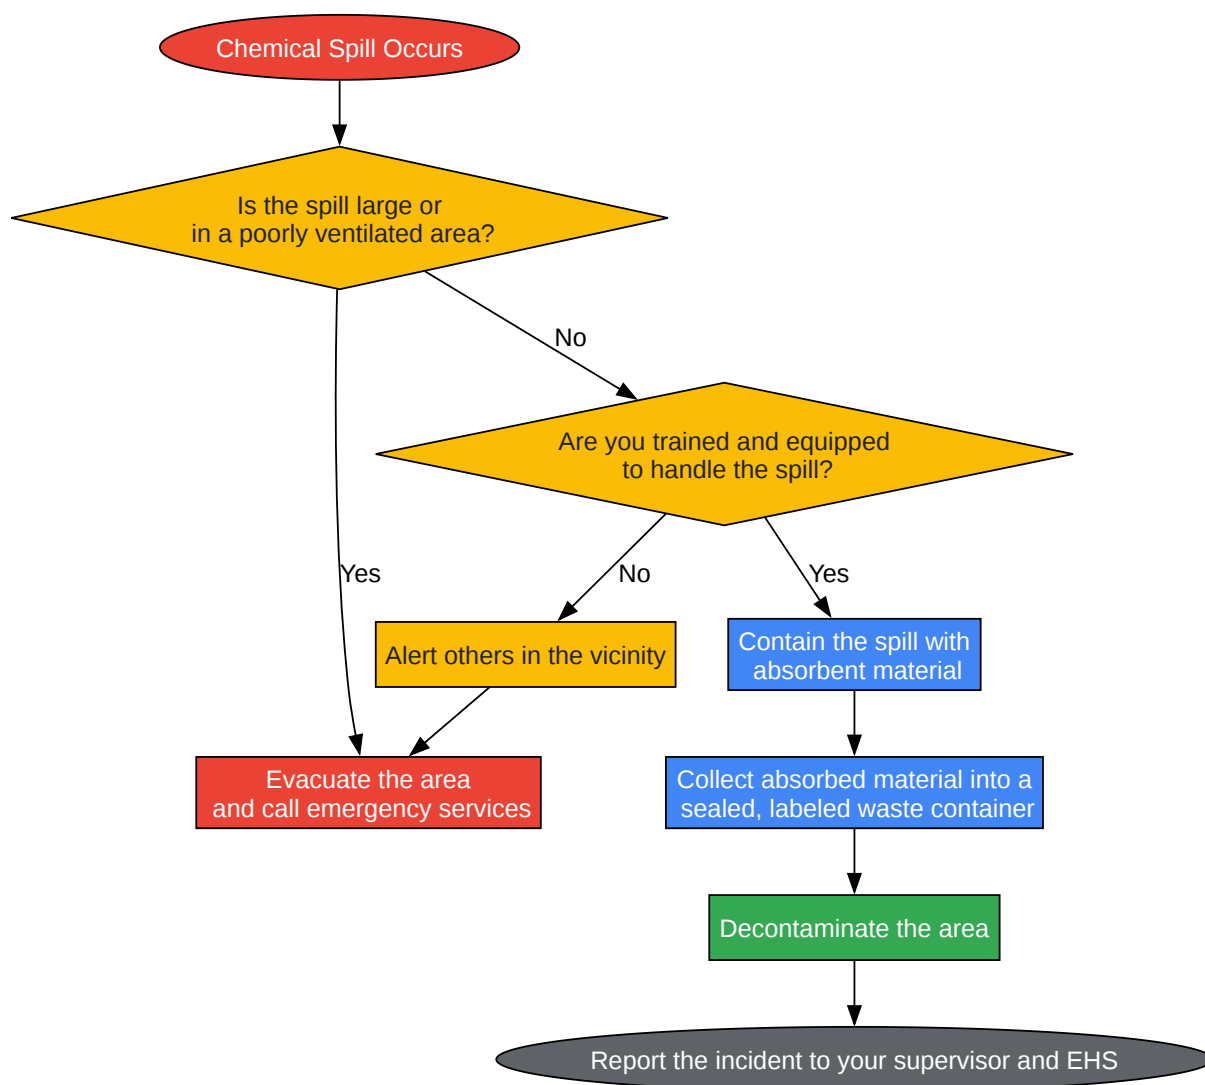 Chemical Spill Occurs
Is the spill large or
in a poorly ventilated area?
No
Are you trained and equipped
to handle the spill?
Yes
No
Yes
Alert others in the vicinity
Contain the spill with
absorbent material
Evacuate the area
and call emergency services
Collect absorbed material into a
sealed, labeled waste container
Decontaminate the area
Report the incident to your supervisor and EHS